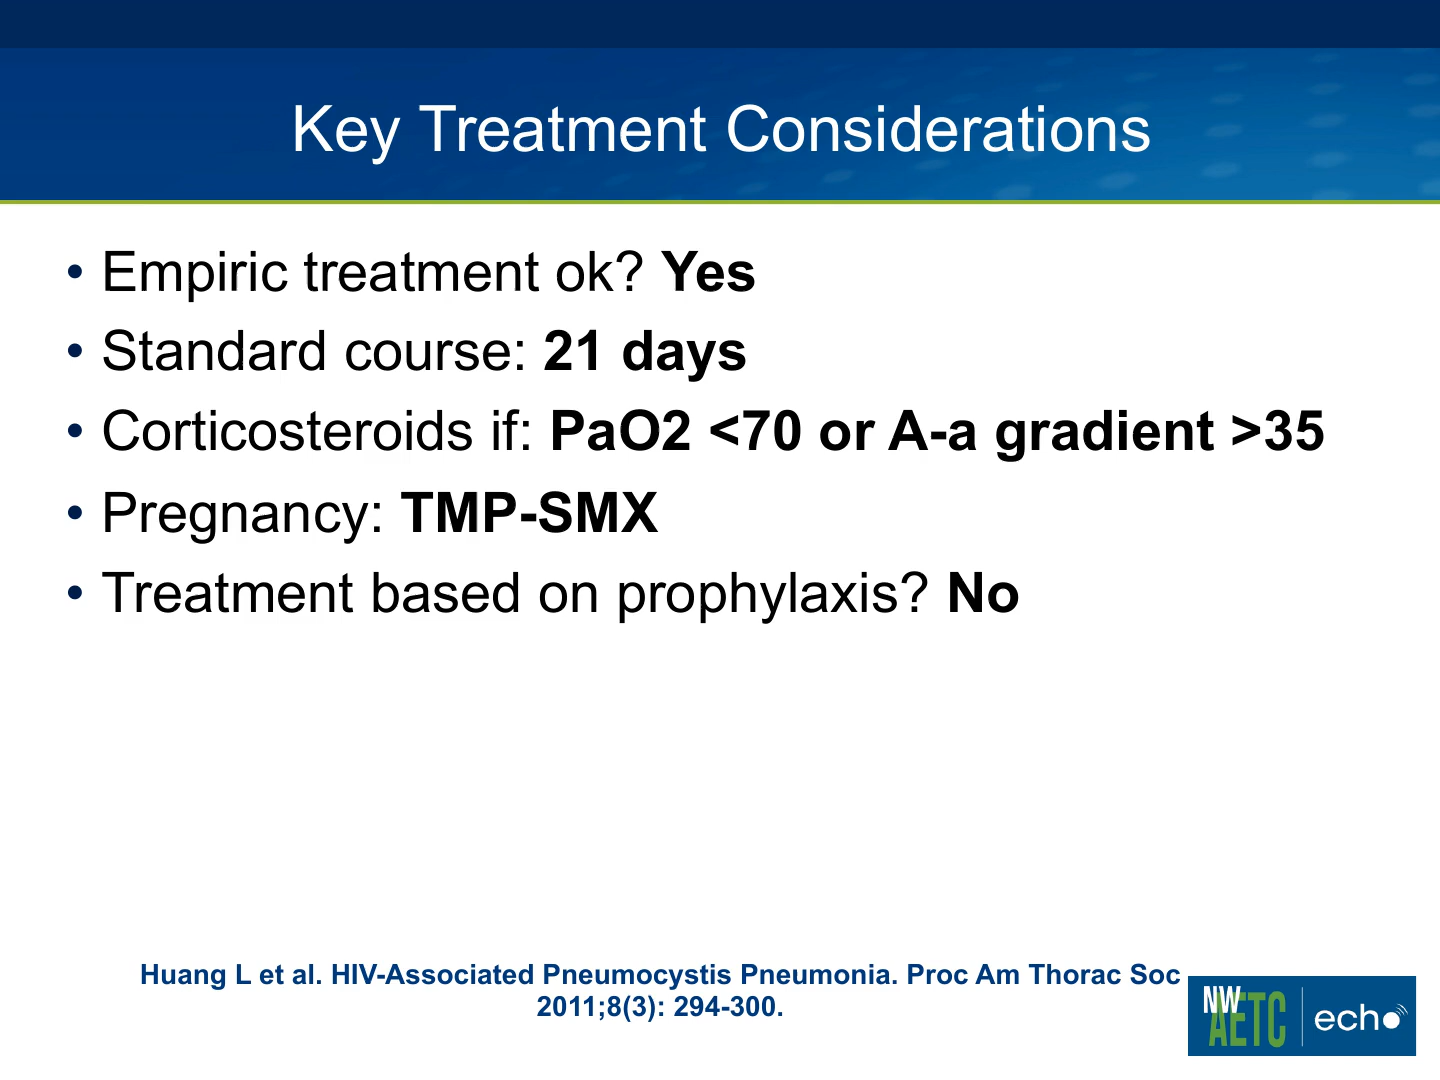 Key Treatment Considerations
• Empiric treatment ok? Yes
• Standard course: 21 days
• Corticosteroids if: PaO2 <70 or A-a gradient >35
• Pregnancy: TMP-SMX
• Treatment based on prophylaxis? No
Huang L et al. HIV-Associated Pneumocystis Pneumonia. Proc Am Thorac Soc
2011;8(3): 294-300.
NW
AETC
echo